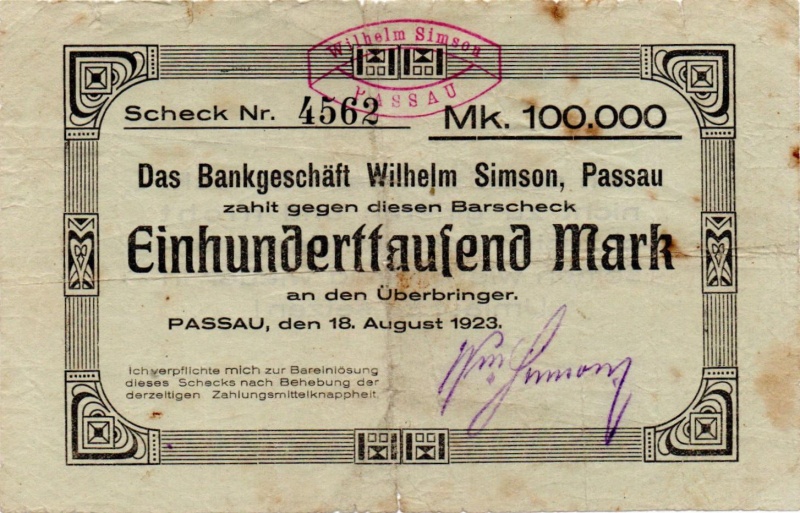 Wilhelm Simson
PASSAU
Scheck Nr. 4562 Mk. 100.000
Das Bankgeschäft Wilhelm Simson, Passau
zahlt gegen diesen Barscheck
Einhunderttausend Mark
an den Überbringer.
PASSAU, den 18. August 1923.
Ich verpflichte mich zur Bareinlösung
dieses Schecks nach Behebung der
derzeitigen Zahlungsmittelknappheit.